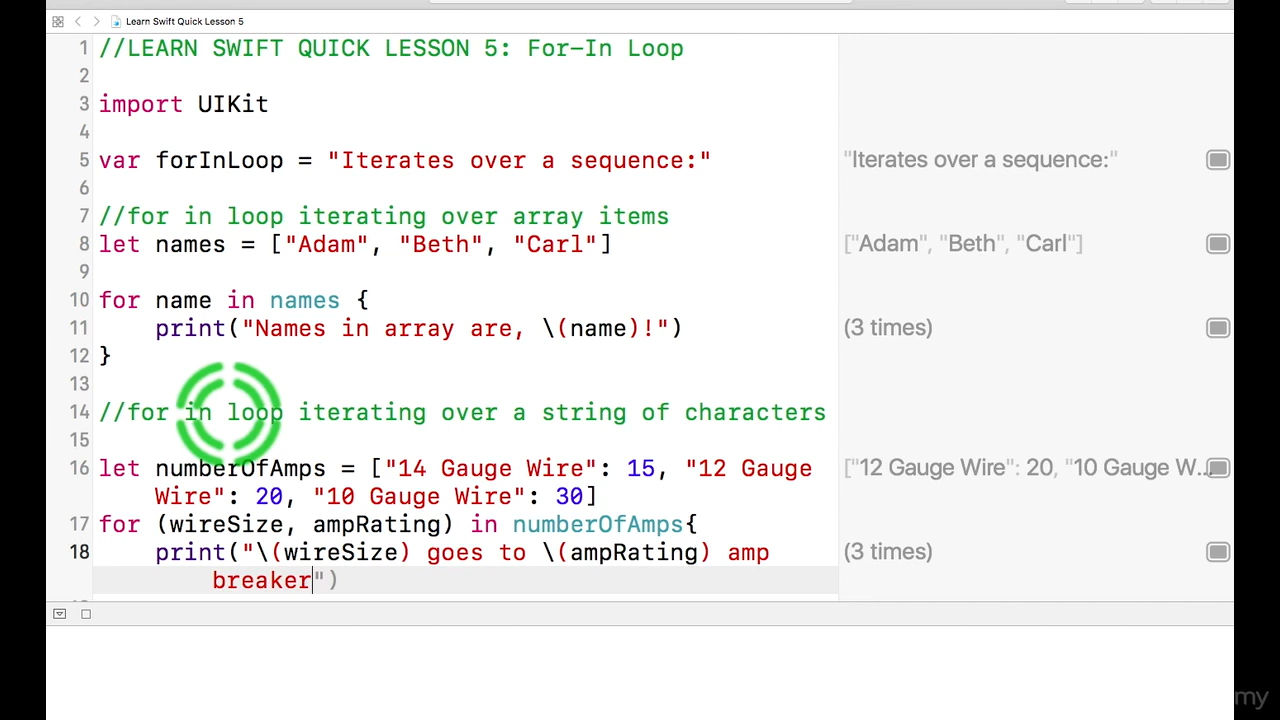 Learn Swift Quick Lesson 5
1 //LEARN SWIFT QUICK LESSON 5: For-In Loop
2
3 import UIKit
4
5 var forInLoop = "Iterates over a sequence:"
"Iterates over a sequence:"
6
7 //for in loop iterating over array items
8 let names = ["Adam", "Beth", "Carl"]
["Adam", "Beth", "Carl"]
9
10 for name in names {
11 print("Names in array are, \(name)!")
(3 times)
12 }
13
14 //for in loop iterating over a string of characters
15
16 let numberOfAmps = ["14 Gauge Wire": 15, "12 Gauge
Wire": 20, "10 Gauge Wire": 30]
["12 Gauge Wire": 20, "10 Gauge W...
17 for (wireSize, ampRating) in numberOfAmps{
18 print("\(wireSize) goes to \(ampRating) amp
breaker")
(3 times)
my